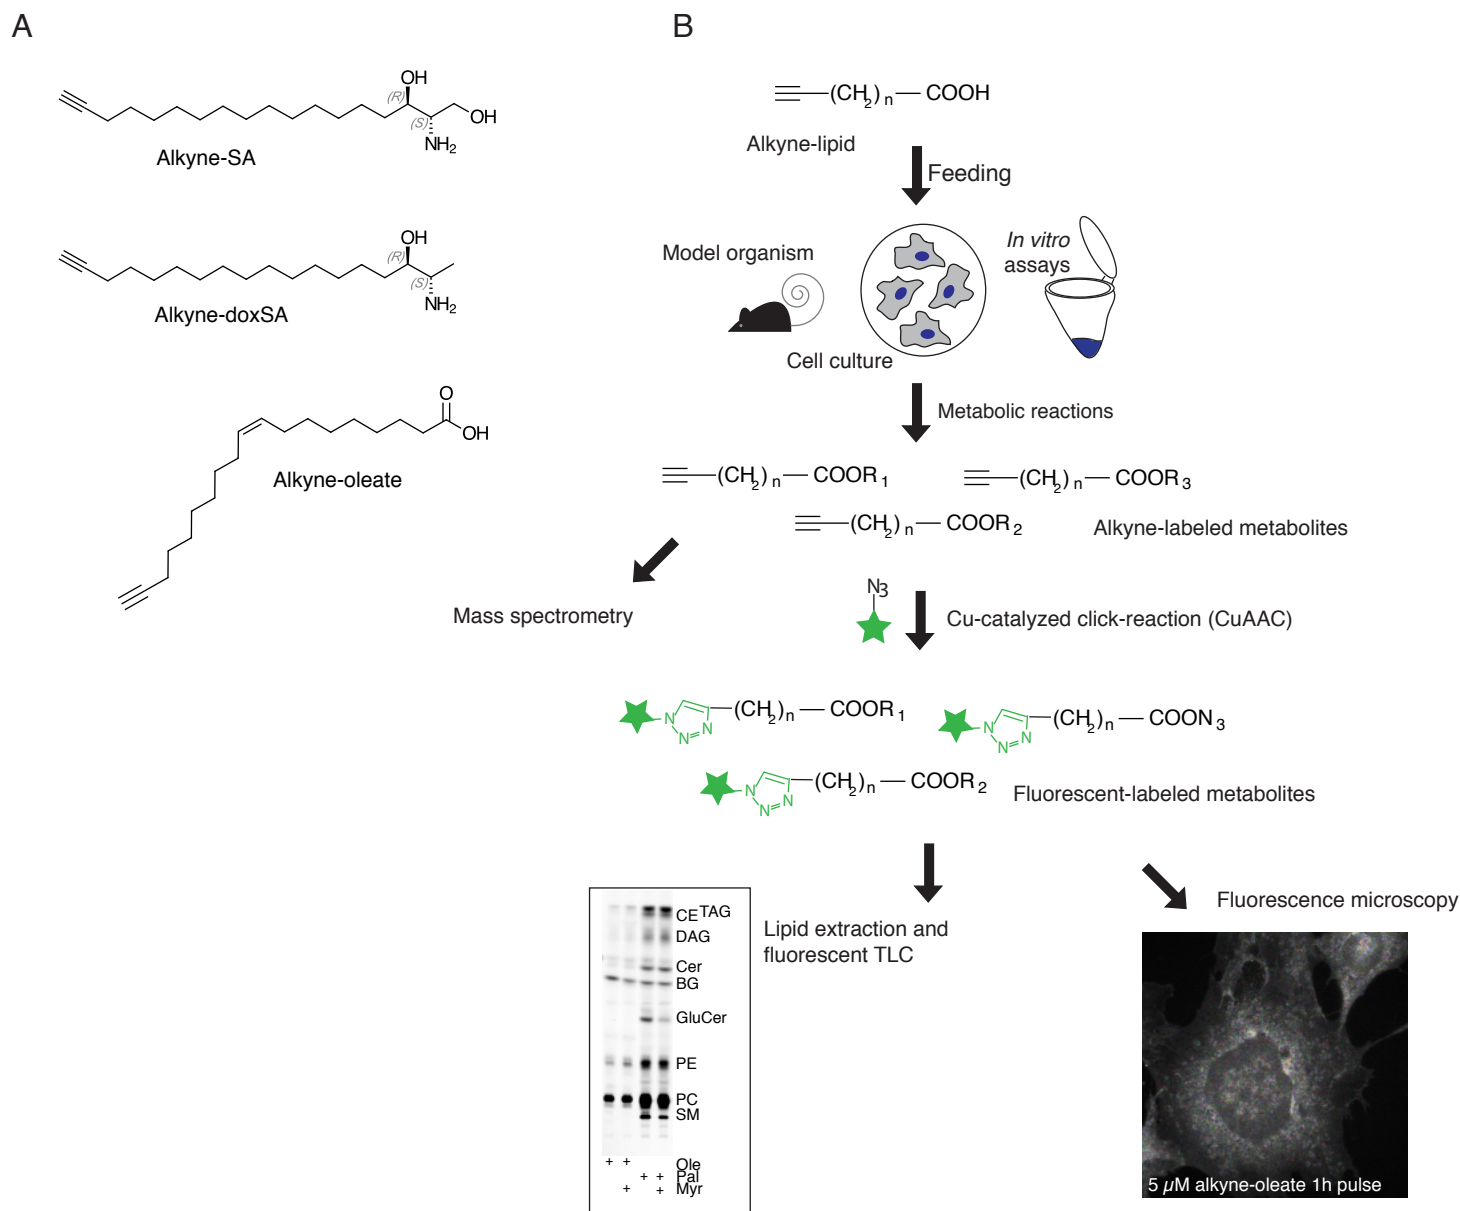 A
OH
(R)
(S)
OH
NH2
Alkyne-SA
OH
(R)
(S)
NH2
Alkyne-doxSA
O
OH
Alkyne-oleate
B
(CH2)n COOH
Alkyne-lipid
Feeding
Model organism
Cell culture
In vitro
assays
Metabolic reactions
(CH2)n COOR1
(CH2)n COOR3
(CH2)n COOR2
Alkyne-labeled metabolites
Mass spectrometry
N3
Cu-catalyzed click-reaction (CuAAC)
N N N (CH2)n COOR1
N N N (CH2)n COON3
N N N (CH2)n COOR2
Fluorescent-labeled metabolites
Lipid extraction and
fluorescent TLC
Fluorescence microscopy
CE TAG
DAG
Cer
BG
GluCer
PE
PC
SM
+ + Ole
+ + Pal
+ + Myr
5 µM alkyne-oleate 1h pulse